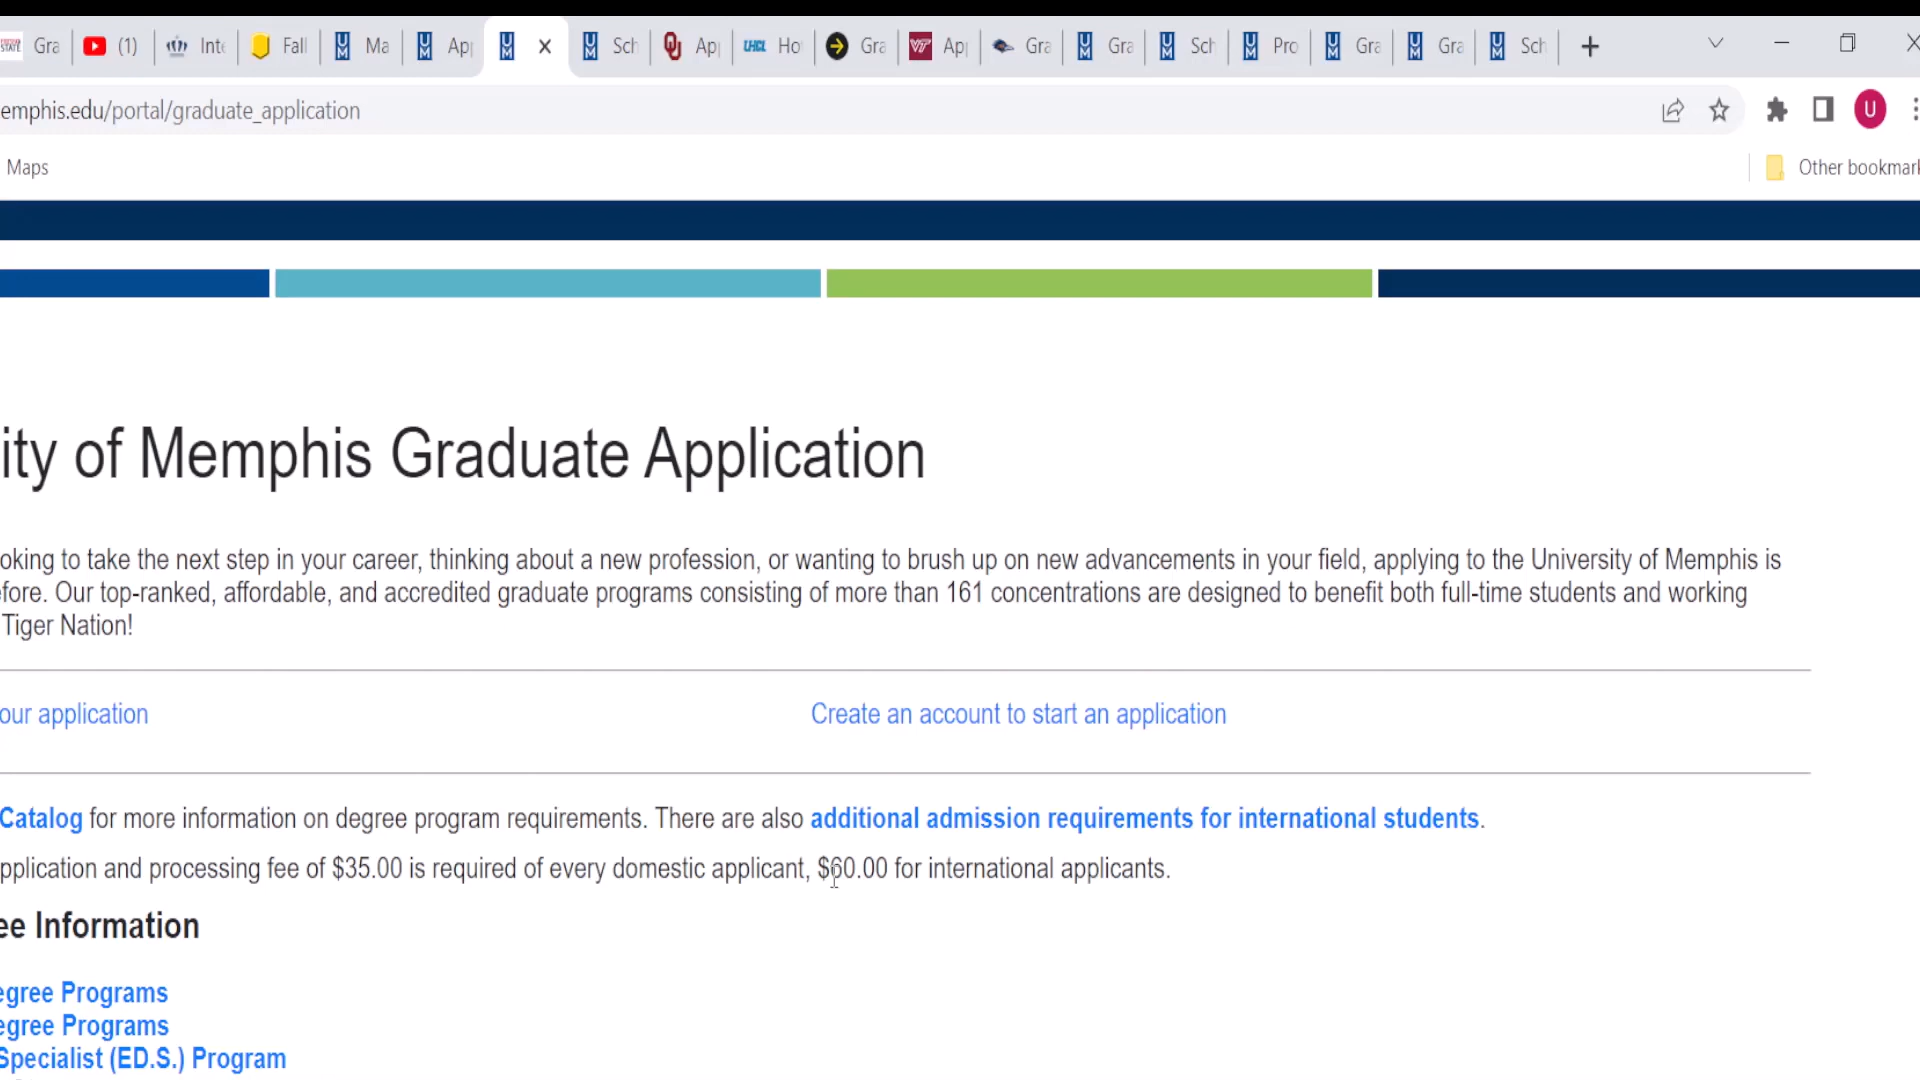 Gra (1) Inte Fall Ma App Sch App Ho Gra App Gra Gra Sch Pro Gra Gra Sch
emphis.edu/portal/graduate_application U
Maps Other bookmark
ity of Memphis Graduate Application
oking to take the next step in your career, thinking about a new profession, or wanting to brush up on new advancements in your field, applying to the University of Memphis is
efore. Our top-ranked, affordable, and accredited graduate programs consisting of more than 161 concentrations are designed to benefit both full-time students and working
Tiger Nation!
our application Create an account to start an application
Catalog for more information on degree program requirements. There are also additional admission requirements for international students.
pplication and processing fee of $35.00 is required of every domestic applicant, $60.00 for international applicants.
ee Information
egree Programs
egree Programs
Specialist (ED.S.) Program